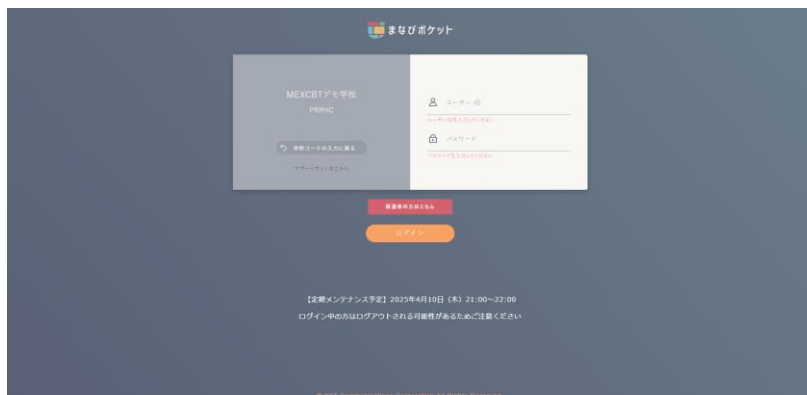 まなびポケット
MEXCBTデモ学校
PR9HC
ユーザーID
ユーザーIDを入力してください
学校コードの入力に戻る
パスワード
パスワードを入力してください
サポートサイトはこちら
保護者の方はこちら
ログイン
【定期メンテナンス予定】2025年4月10日（木）21:00～22:00
ログイン中の方はログアウトされる可能性があるためご注意ください